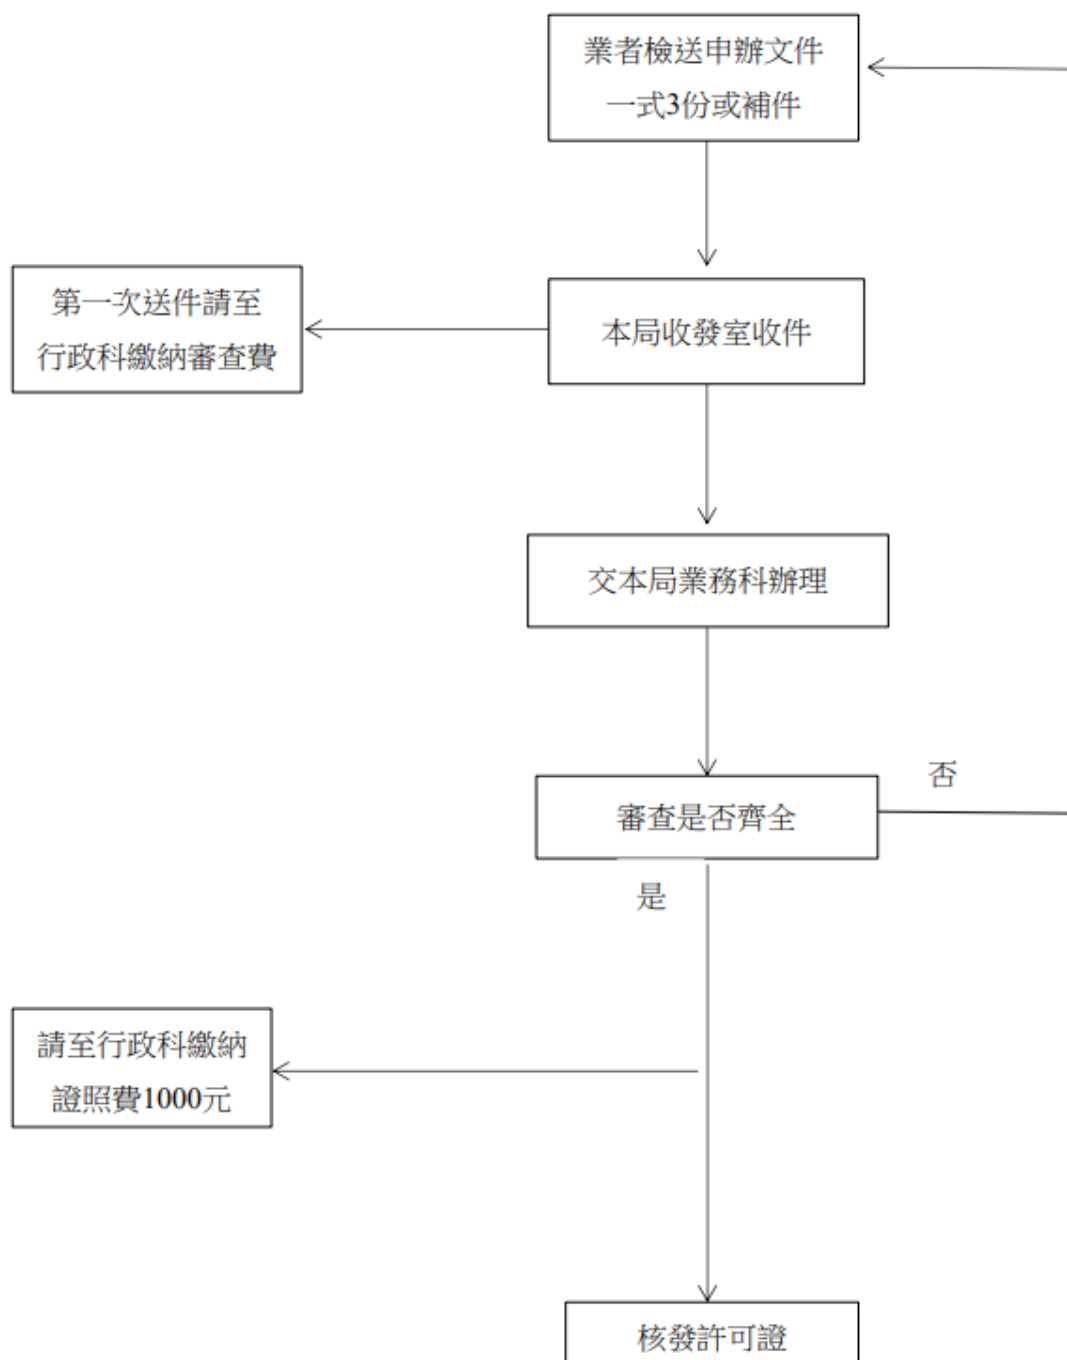 業者檢送申辦文件
一式3份或補件
第一次送件請至
行政科繳納審查費
本局收發室收件
交本局業務科辦理
審查是否齊全
否
是
請至行政科繳納
證照費1000元
核發許可證